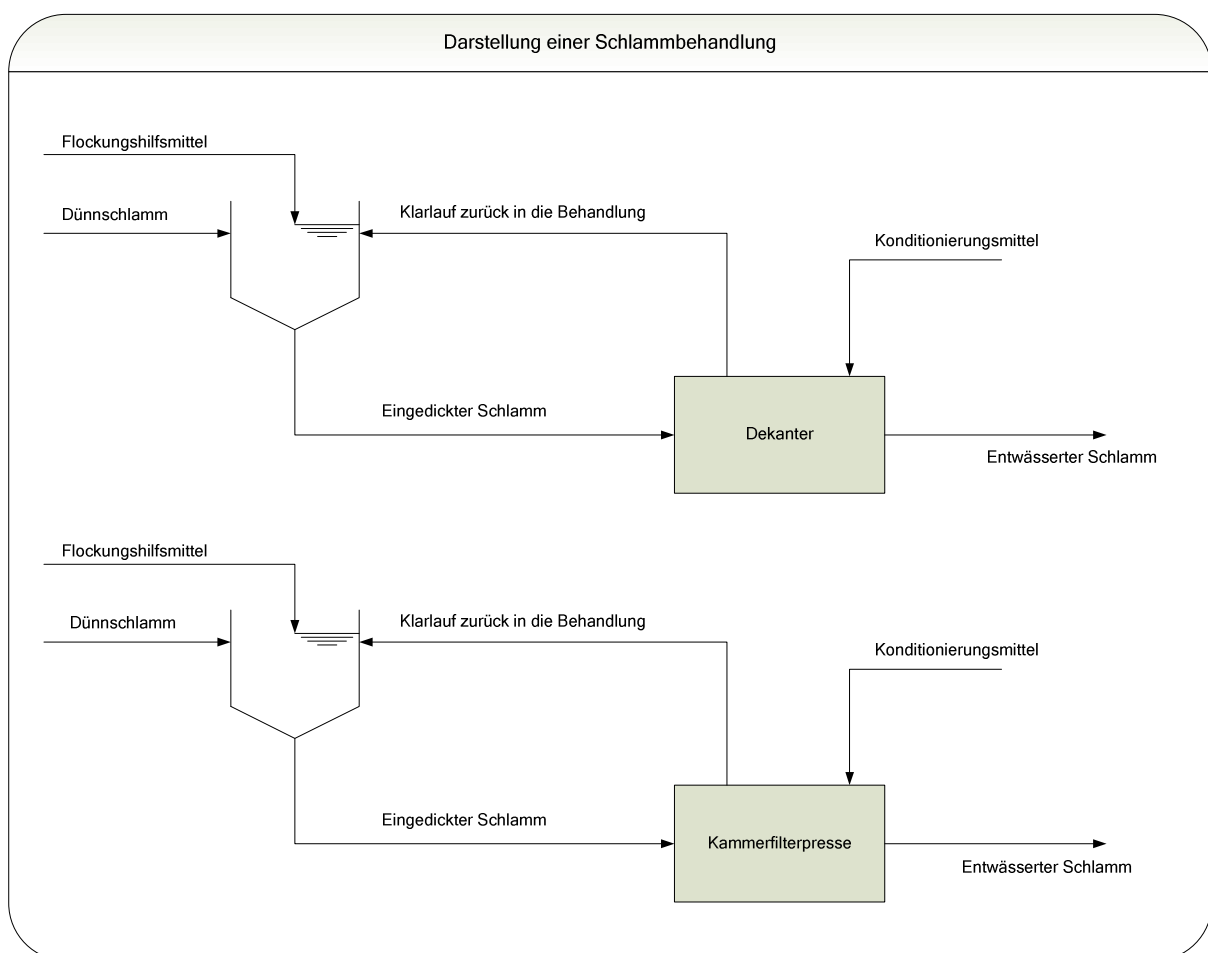 Darstellung einer Schlammbehandlung
Flockungshilfsmittel
Dünnschlamm
Klarlauf zurück in die Behandlung
Konditionierungsmittel
Eingedickter Schlamm
Dekanter
Entwässerter Schlamm
Flockungshilfsmittel
Dünnschlamm
Klarlauf zurück in die Behandlung
Konditionierungsmittel
Eingedickter Schlamm
Kammerfilterpresse
Entwässerter Schlamm